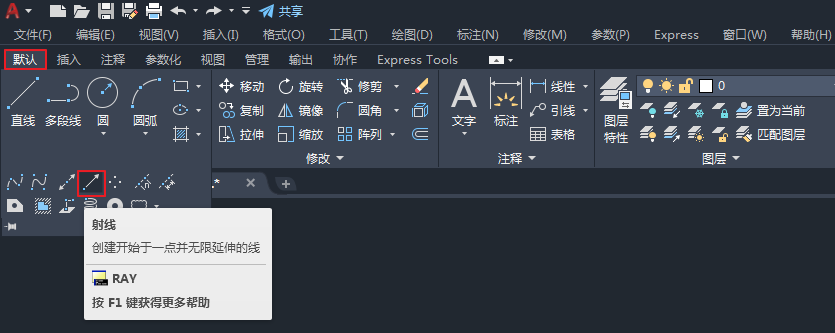 共享
文件(F) 编辑(E) 视图(V) 插入(I) 格式(O) 工具(T) 绘图(D) 标注(N) 修改(M) 参数(P) Express 窗口(W) 帮助(H)
默认 插入 注释 参数化 视图 管理 输出 协作 Express Tools
移动 旋转 修剪 线性 0
直线 多段线 圆 圆弧 复制 镜像 圆角 文字 标注 引线 图层特性 置为当前
拉伸 缩放 阵列 表格 匹配图层
修改 注释 图层
射线
创建开始于一点并无限延伸的线
RAY
按 F1 键获得更多帮助